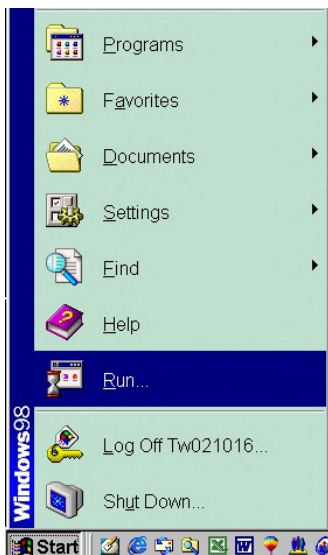 Programs
Favorites
Documents
Settings
Find
Help
Run...
Log Off Tw021016...
Shut Down...
Windows98
Start